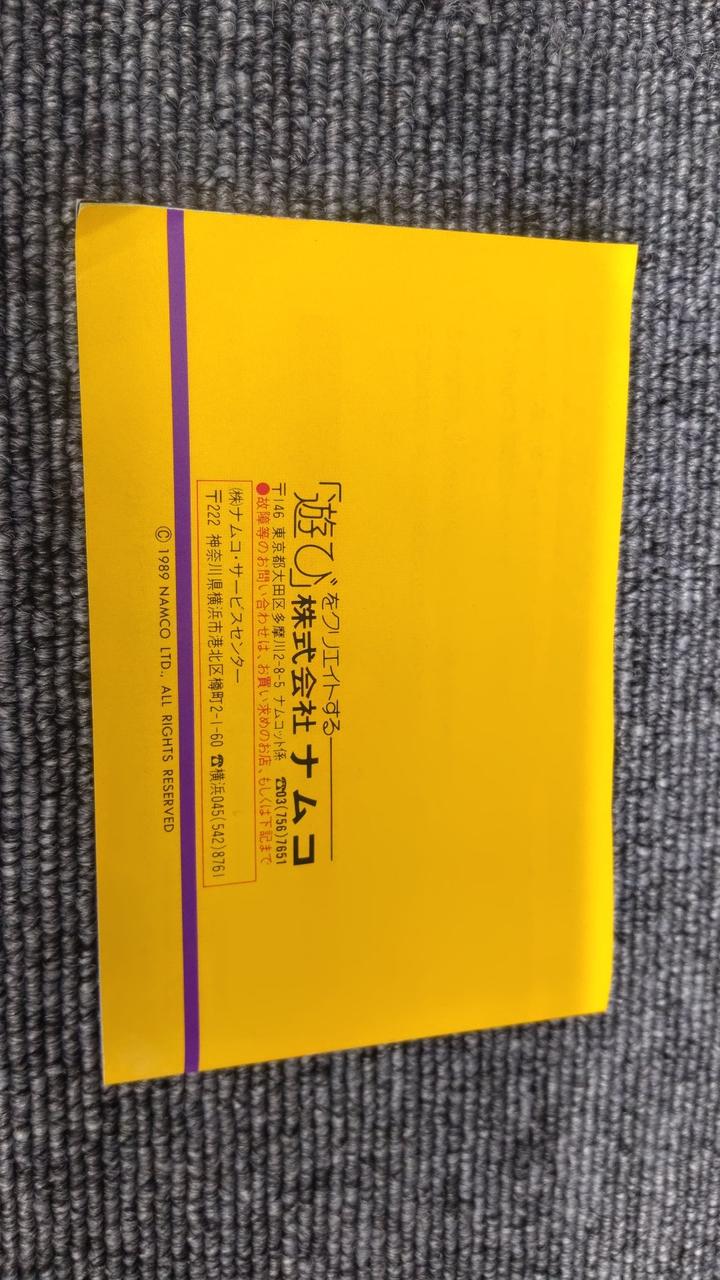 「遊び」をクリエイトする
株式会社ナムコ
〒146 東京都大田区多摩川2-8-5 ナムコット係 ☎03(756)7651
●故障等のお問い合わせは、お買い求めのお店、もしくは下記まで
㈱ナムコ・サービスセンター
〒222 神奈川県横浜市港北区樽町2-1-60 ☎横浜045(542)8761
© 1989 NAMCO LTD., ALL RIGHTS RESERVED